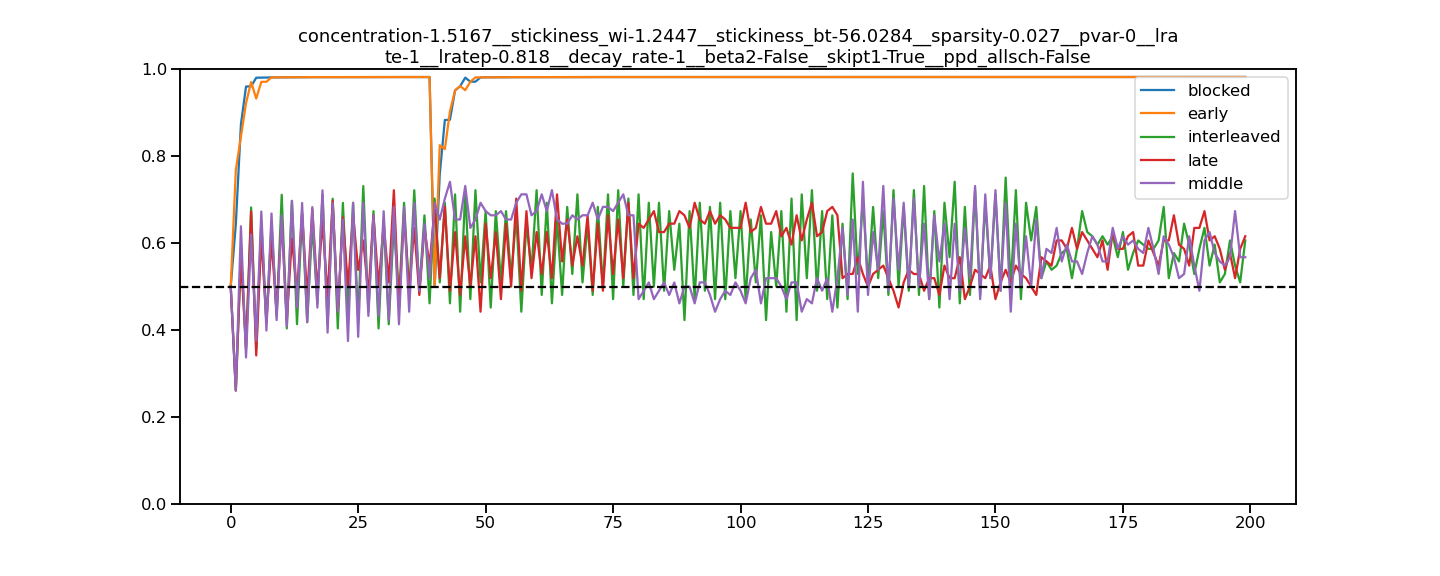 concentration-1.5167__stickiness_wi-1.2447__stickiness_bt-56.0284__sparsity-0.027__pvar-0__lra
te-1__lratep-0.818__decay_rate-1__beta2-False__skipt1-True__ppd_allsch-False
1.0
0.8
0.6
0.4
0.2
0.0
blocked
early
interleaved
late
middle
0 25 50 75 100 125 150 175 200